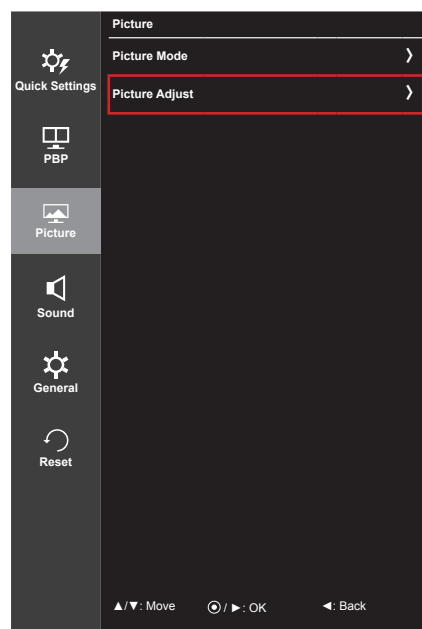 Picture
Picture Mode
Picture Adjust
Quick Settings
PBP
Picture
Sound
General
Reset
▲/▼: Move ⦿ / ►: OK ◄: Back